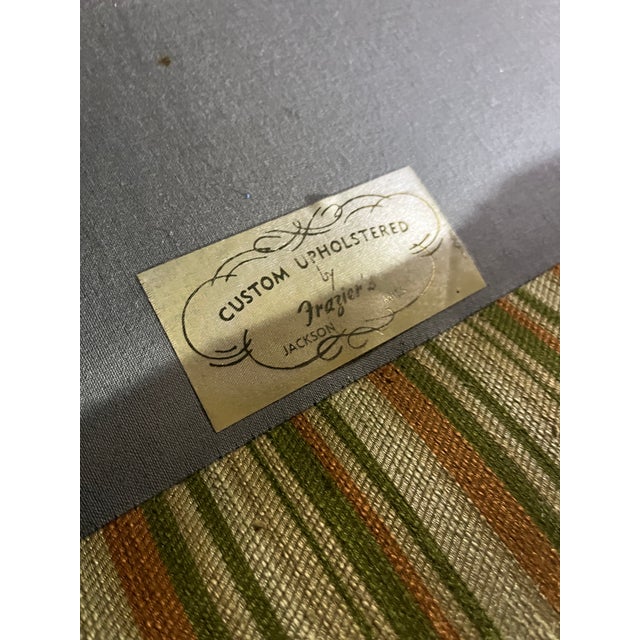 CUSTOM UPHOLSTERED
by
Frazier's
JACKSON